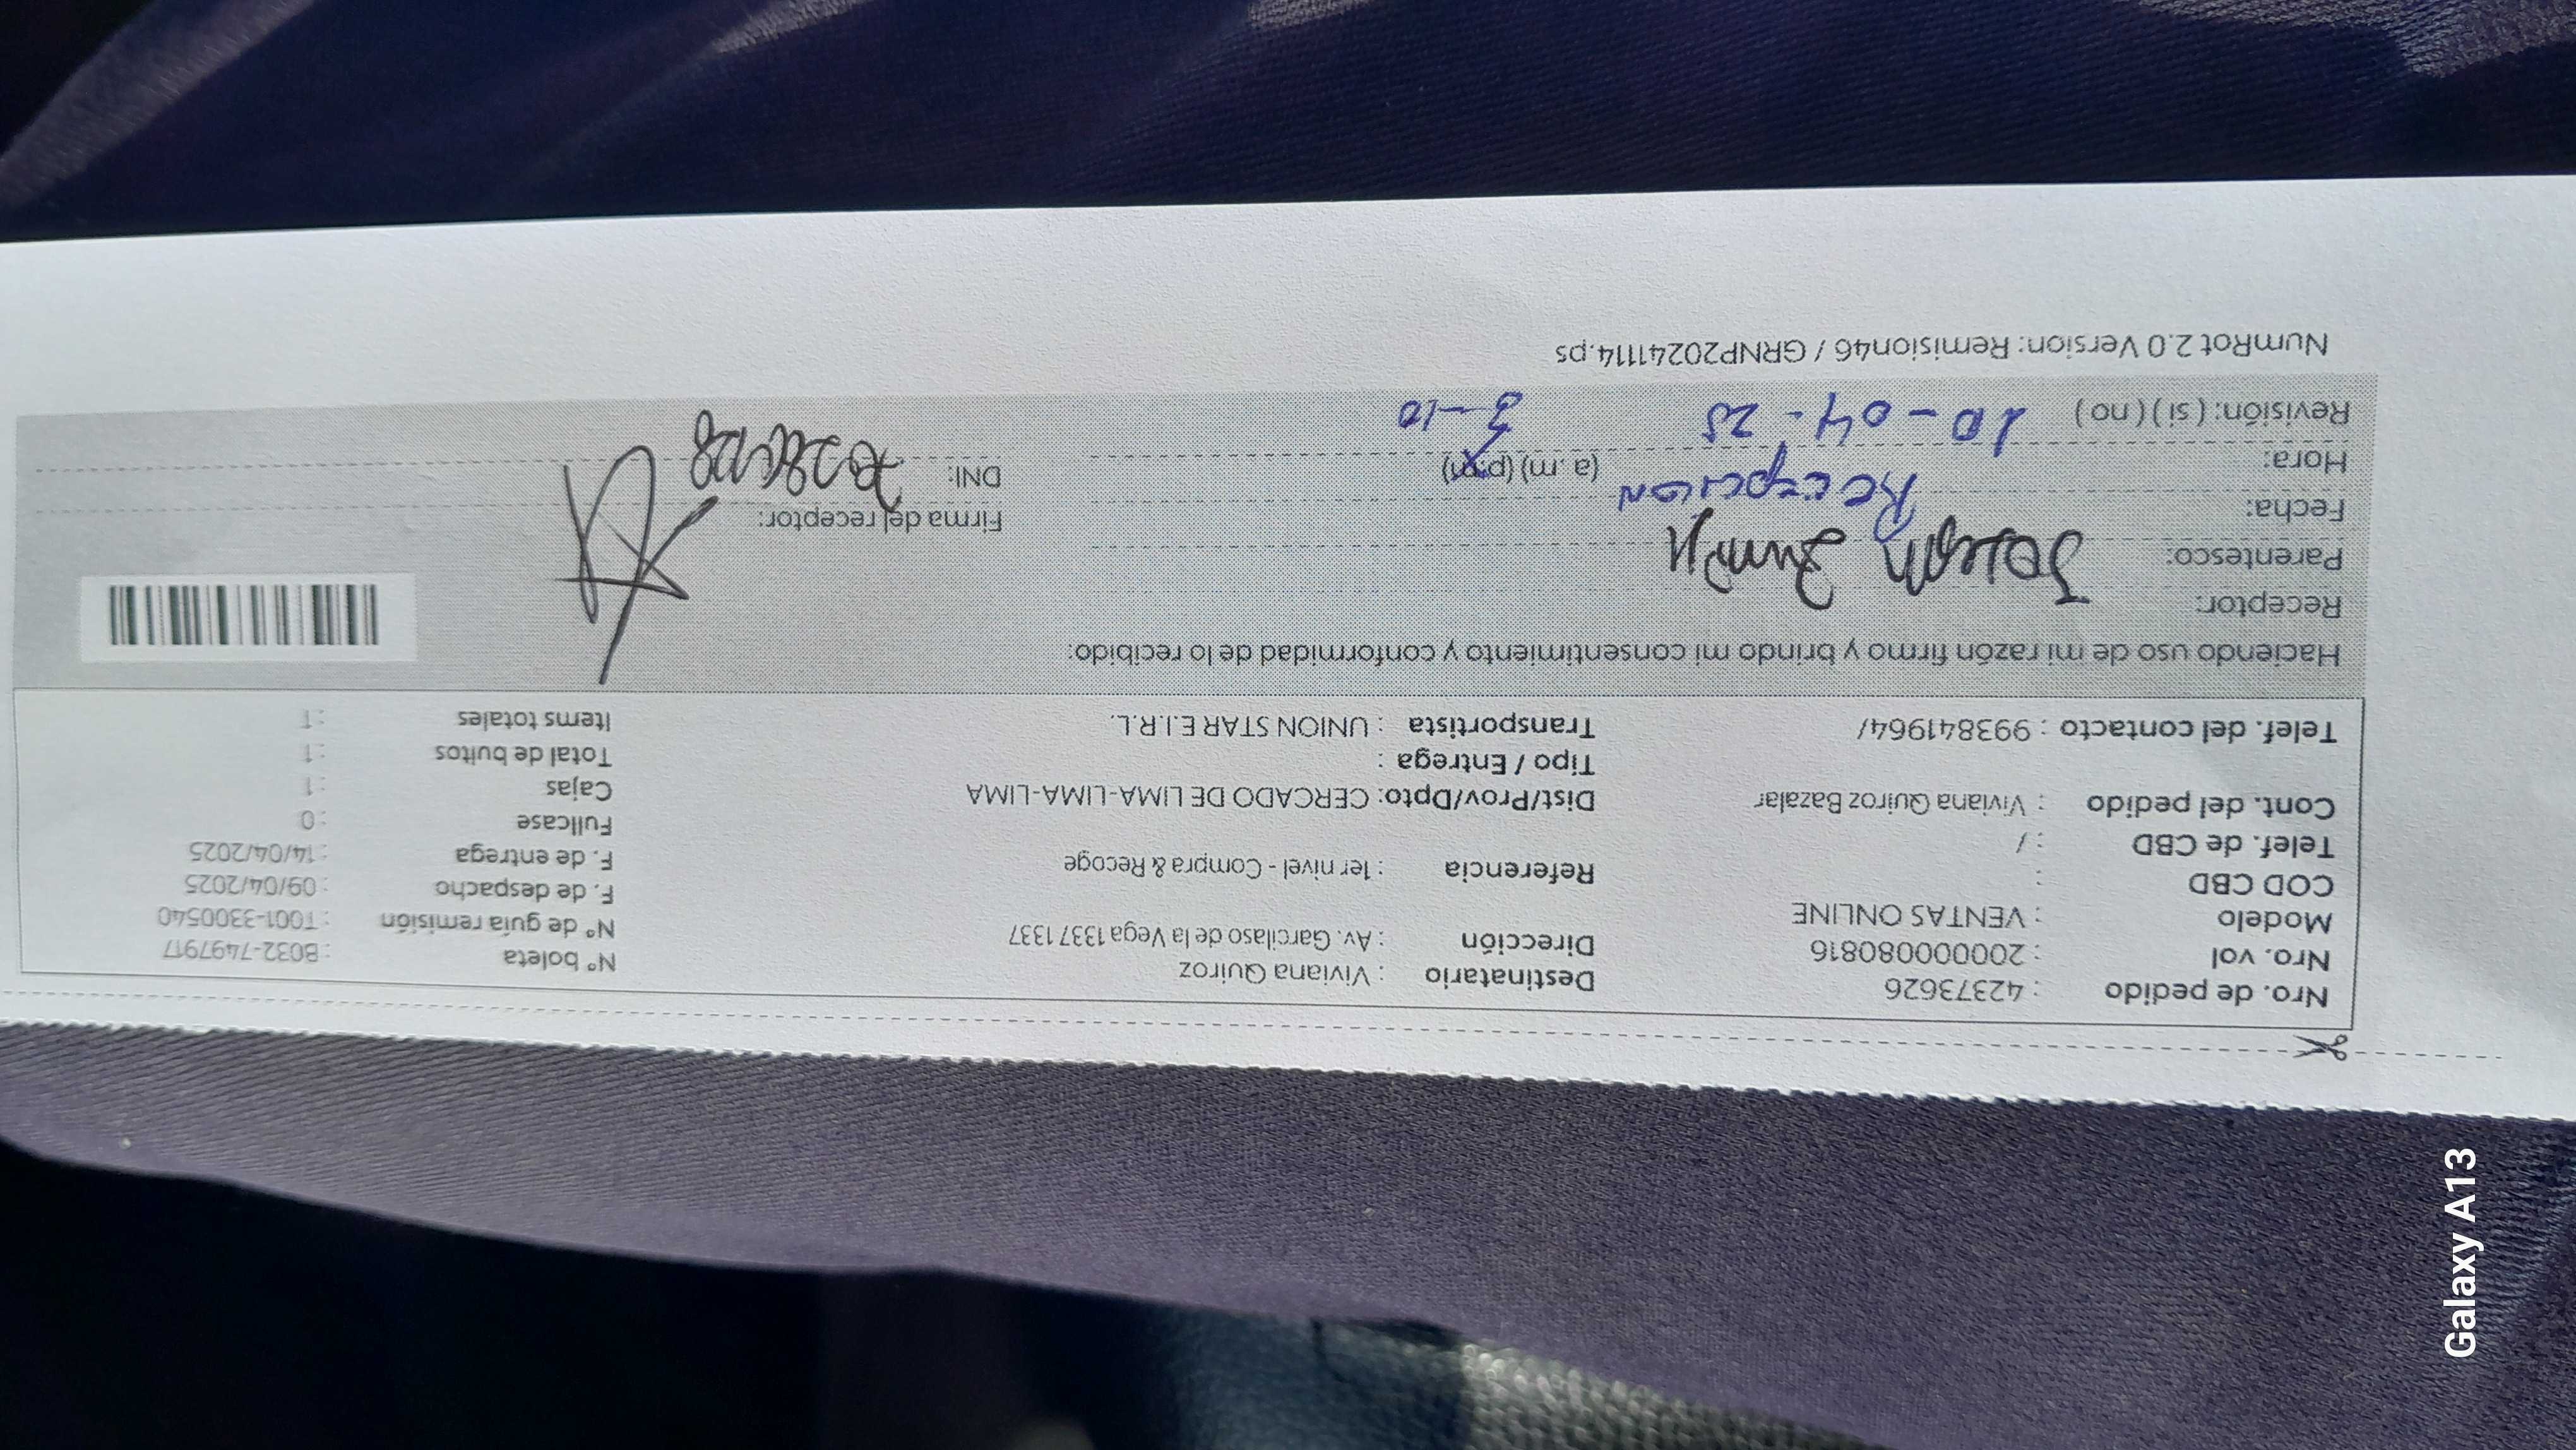 Nro. de pedido : 42373626
Nro. vol : 20000080816
Modelo : VENTAS ONLINE
COD CBD :
Telef. de CBD : /
Cont. del pedido : Viviana Quiroz Bazalar
Telef. del contacto : 993841964/
Destinatario : Viviana Quiroz
Dirección : Av. Garcilaso de la Vega 1337 1337
Referencia : 1er nivel - Compra & Recoge
Dist/Prov/Dpto: CERCADO DE LIMA-LIMA-LIMA
Tipo / Entrega :
Transportista : UNION STAR E.I.R.L.
N° boleta : B032-7497917
N° de guía remisión : T001-3300540
F. de despacho : 09/04/2025
F. de entrega : 14/04/2025
Fullcase : 0
Cajas : 1
Total de bultos : 1
Items totales : 1
Haciendo uso de mi razón firmo y brindo mi consentimiento y conformidad de lo recibido:
Receptor:
Parentesco:
Fecha: Recepcion
Hora: (a. m) (p.m)
Revisión: ( si ) ( no ) 10-04-25 3-10
Firma del receptor:
DNI:
NumRot 2.0 Version: Remision46 / GRNP20241114.ps
Galaxy A13